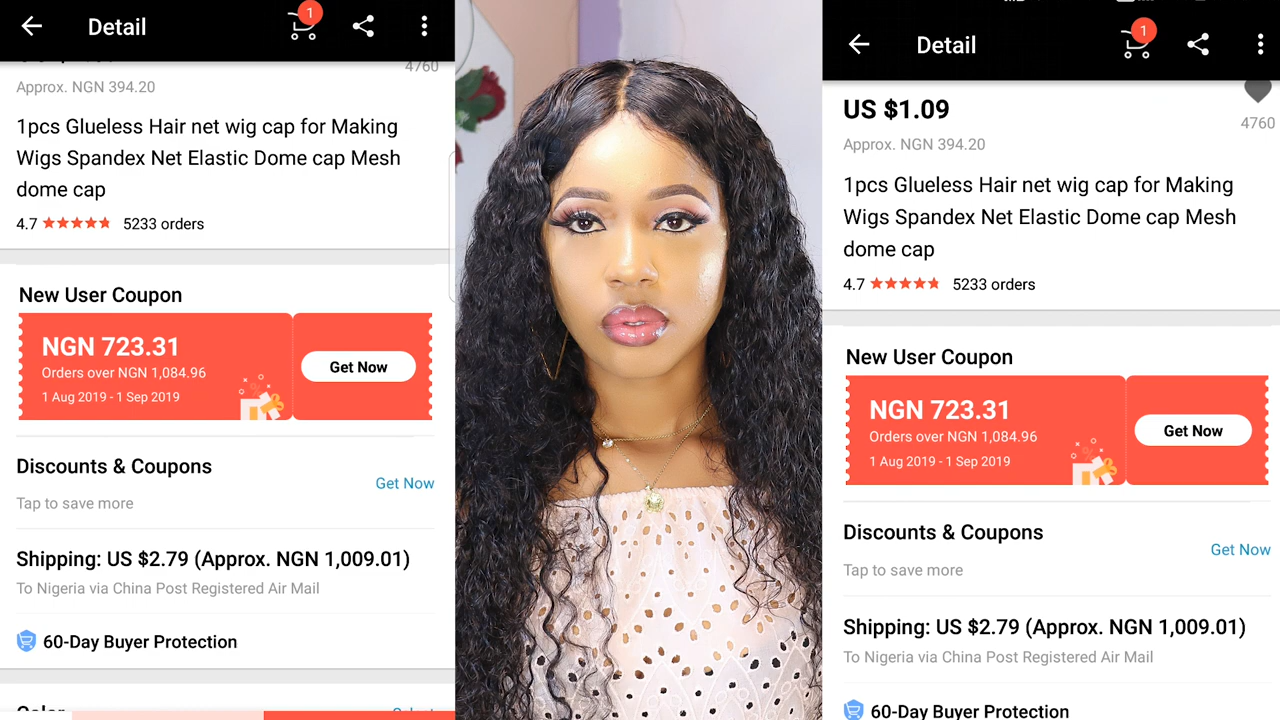 Detail
1
4760
Approx. NGN 394.20
1pcs Glueless Hair net wig cap for Making
Wigs Spandex Net Elastic Dome cap Mesh
dome cap
4.7
5233 orders
New User Coupon
NGN 723.31
Orders over NGN 1,084.96
1 Aug 2019 - 1 Sep 2019
Get Now
Discounts & Coupons
Get Now
Tap to save more
Shipping: US $2.79 (Approx. NGN 1,009.01)
To Nigeria via China Post Registered Air Mail
60-Day Buyer Protection
Detail
1
US $1.09
4760
Approx. NGN 394.20
1pcs Glueless Hair net wig cap for Making
Wigs Spandex Net Elastic Dome cap Mesh
dome cap
4.7
5233 orders
New User Coupon
NGN 723.31
Orders over NGN 1,084.96
1 Aug 2019 - 1 Sep 2019
Get Now
Discounts & Coupons
Get Now
Tap to save more
Shipping: US $2.79 (Approx. NGN 1,009.01)
To Nigeria via China Post Registered Air Mail
60-Day Buyer Protection